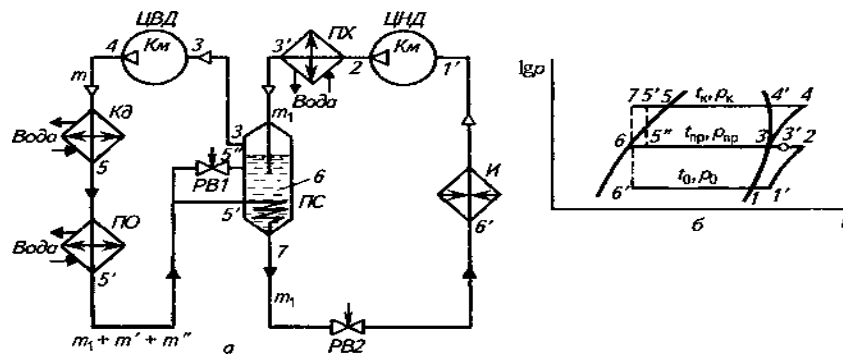 ЦВД
ЦНД
4
Км
3
3'
ПХ
2
Км
1'
m
Вода
m₁
Кд
Вода
3
5"
5
РВ1
6
И
ПО
5'
ПС
6'
Вода
5'
7
m₁
m₁ + m' + m"
РВ2
а
lgp
7 5' 5 tк, pк 4' 4
6 5" tпр, pпр 3 3' 2
6' t₀, p₀ 1 1'
б
i